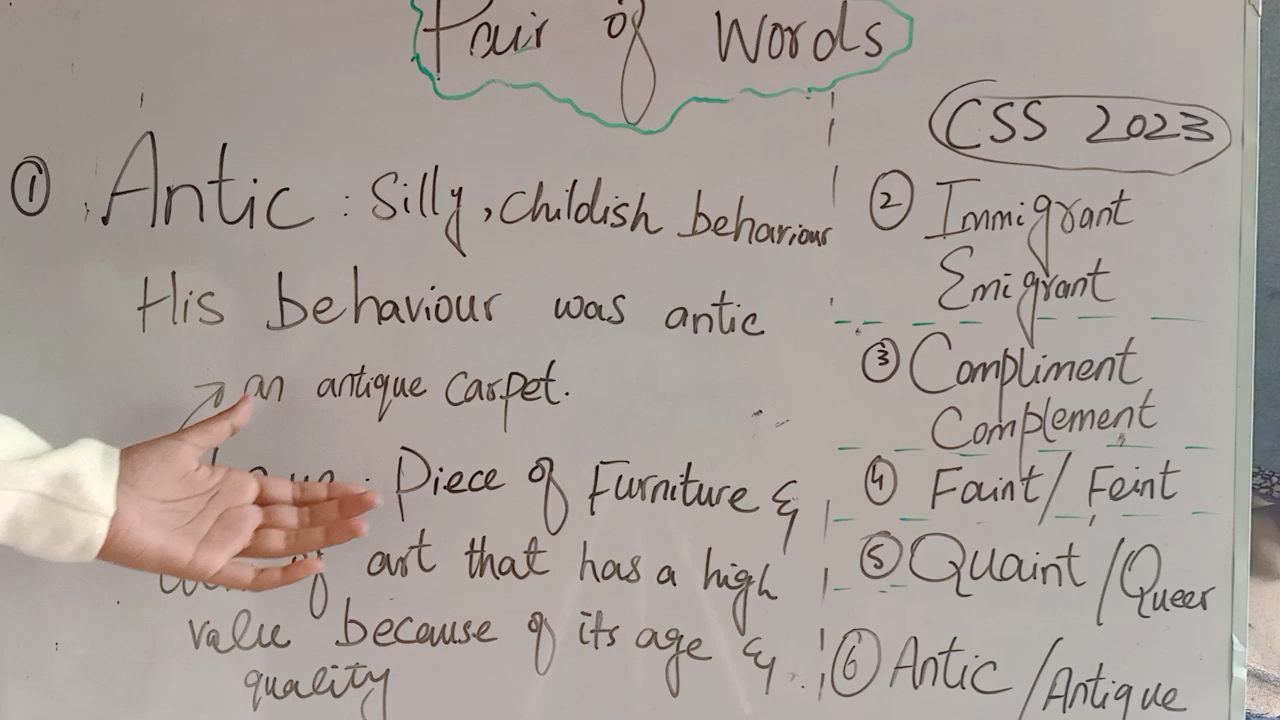 Pair of Words
CSS 2023
① Antic : Silly, childish behaviour
His behaviour was antic
→ an antique carpet.
: Piece of Furniture &
of art that has a high
value because of its age &
quality
② Immigrant
Emigrant
③ Compliment
Complement
④ Faint / Feint
⑤ Quaint / Queer
⑥ Antic / Antique